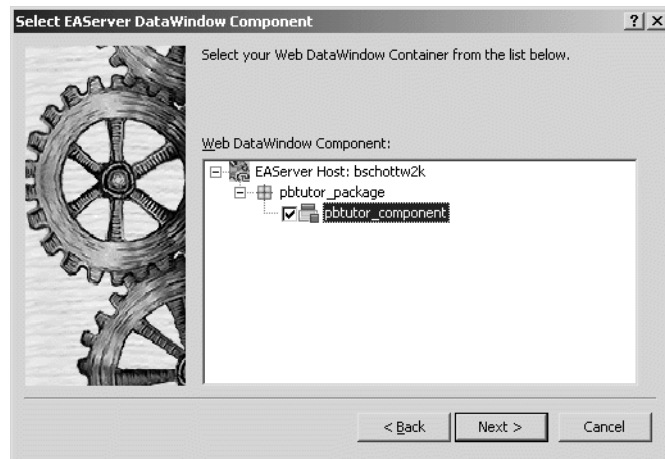 Select EAServer DataWindow Component
Select your Web DataWindow Container from the list below.
Web DataWindow Component:
EAServer Host: bschottw2k
pbtutor_package
pbtutor_component
< Back
Next >
Cancel